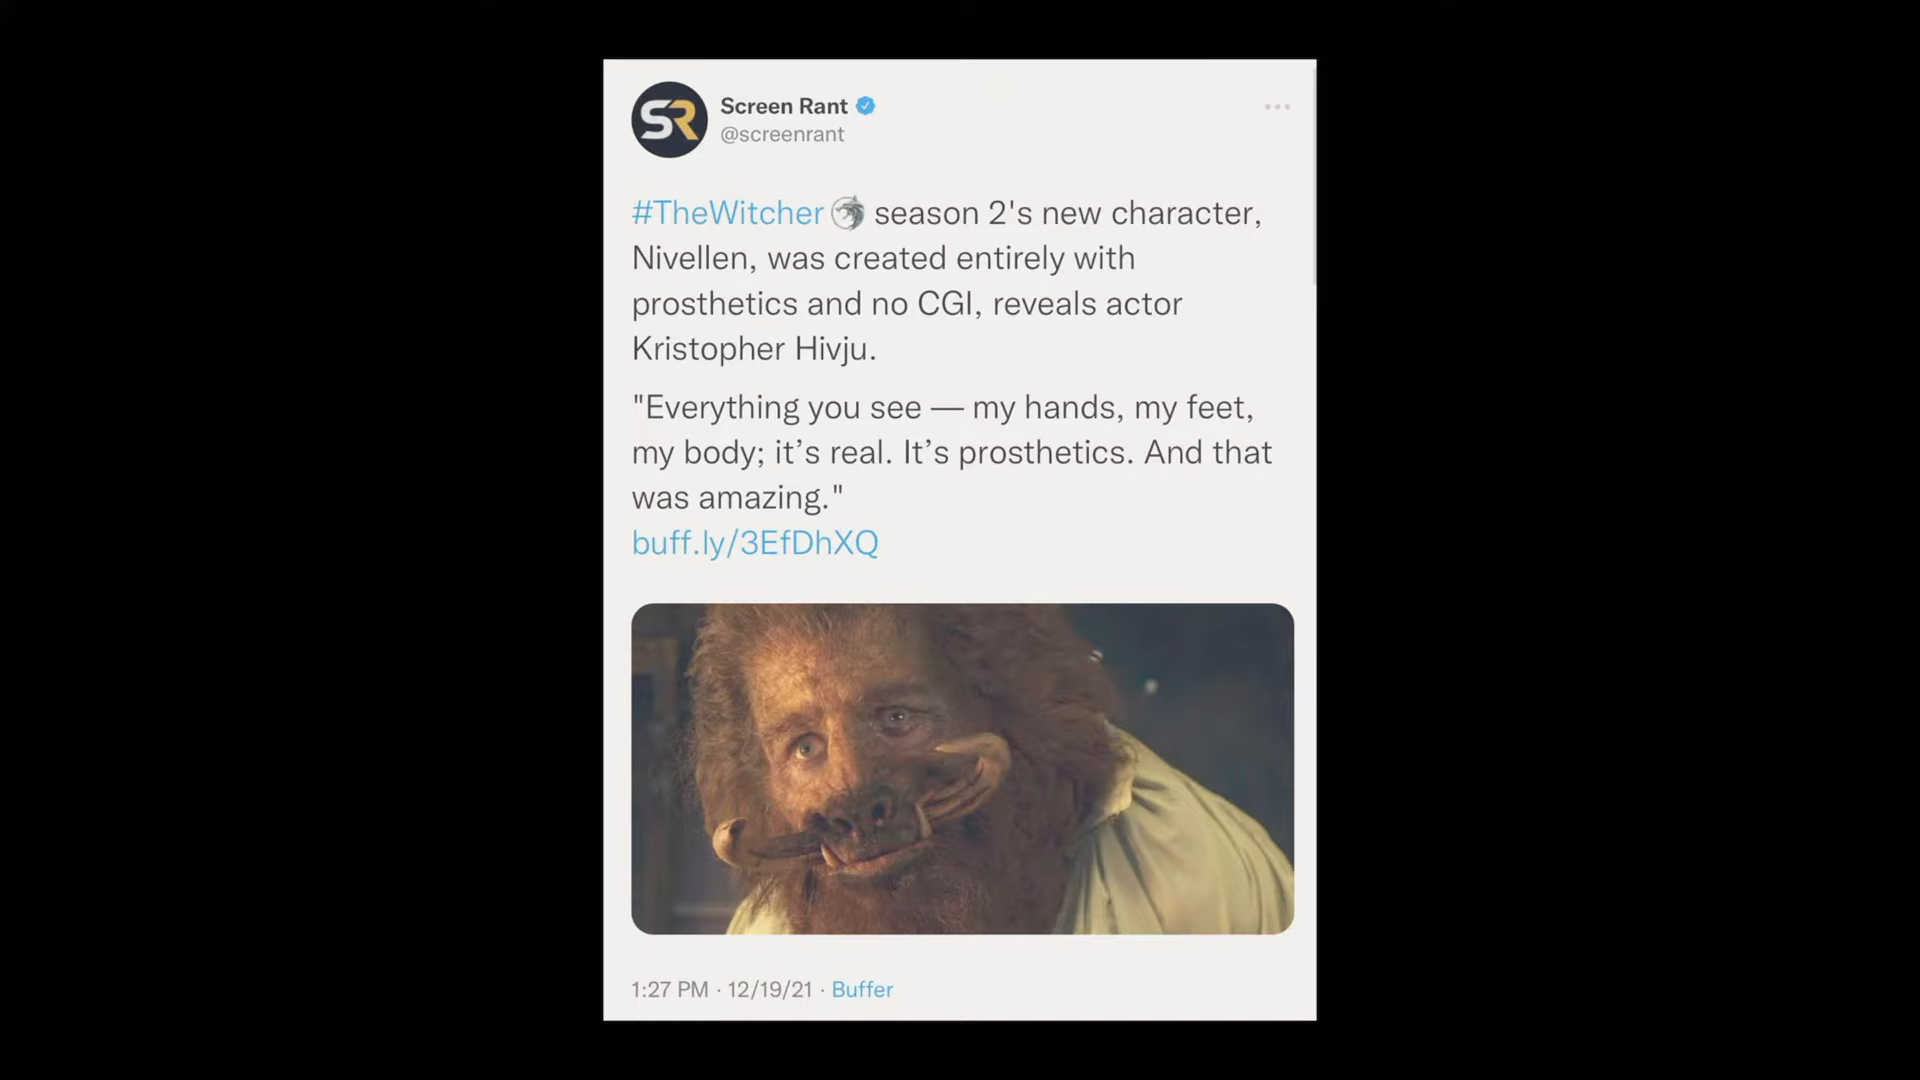 SR
Screen Rant
@screenrant
#TheWitcher season 2's new character,
Nivellen, was created entirely with
prosthetics and no CGI, reveals actor
Kristopher Hivju.
"Everything you see — my hands, my feet,
my body; it’s real. It’s prosthetics. And that
was amazing."
buff.ly/3EfDhXQ
1:27 PM · 12/19/21 · Buffer